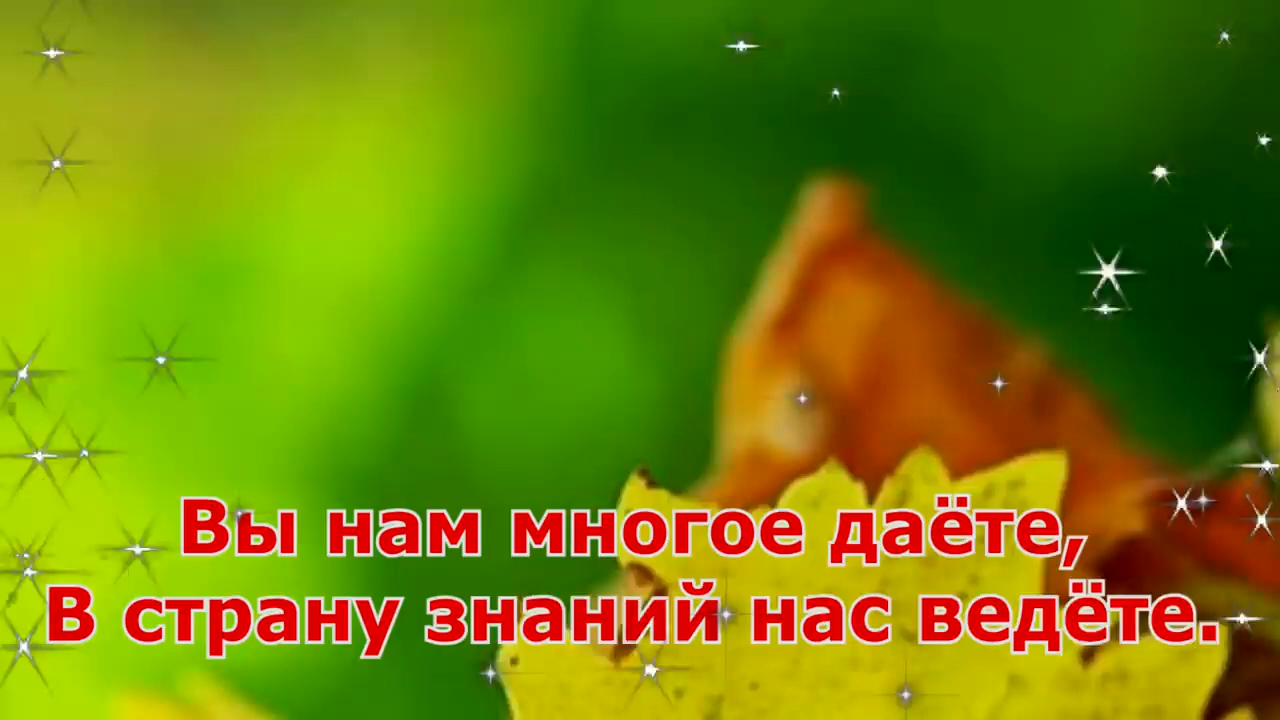 Вы нам многое даёте,
В страну знаний нас ведёте.